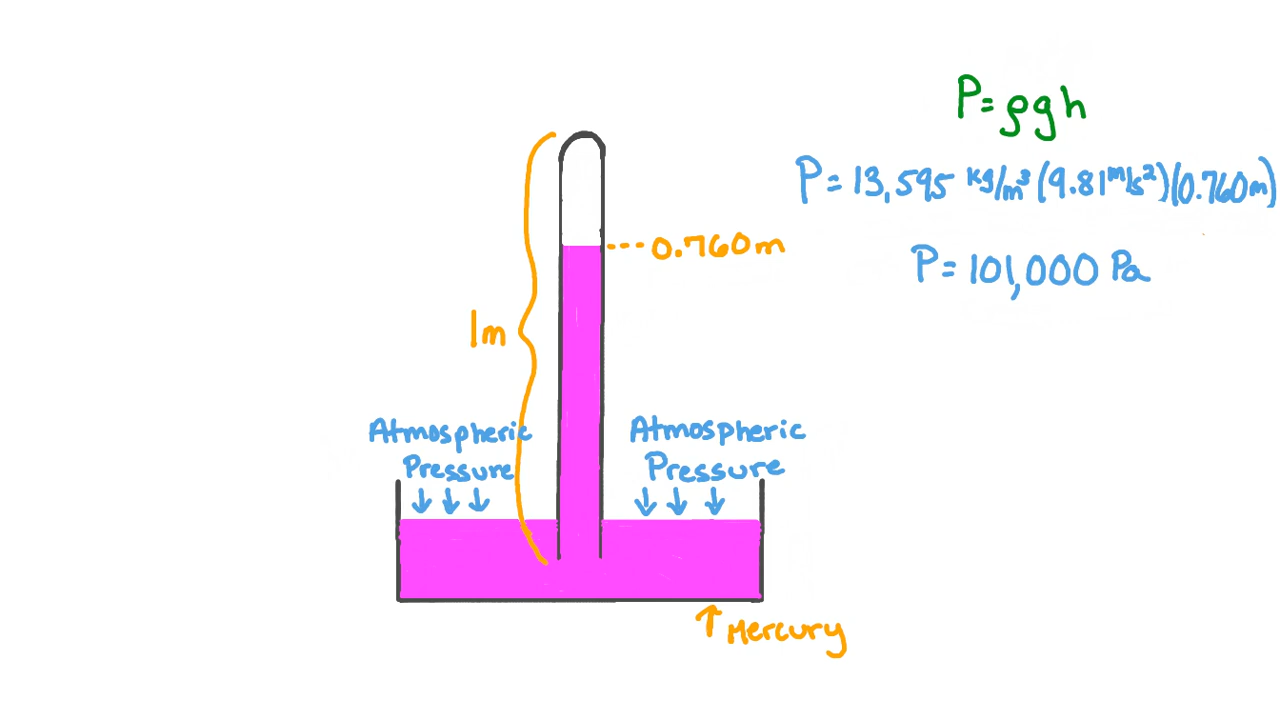 P = ρgh
P = 13,595 kg/m³ (9.81 m/s²)(0.760m)
0.760m
P = 101,000 Pa
1m
Atmospheric
Pressure
Atmospheric
Pressure
Mercury